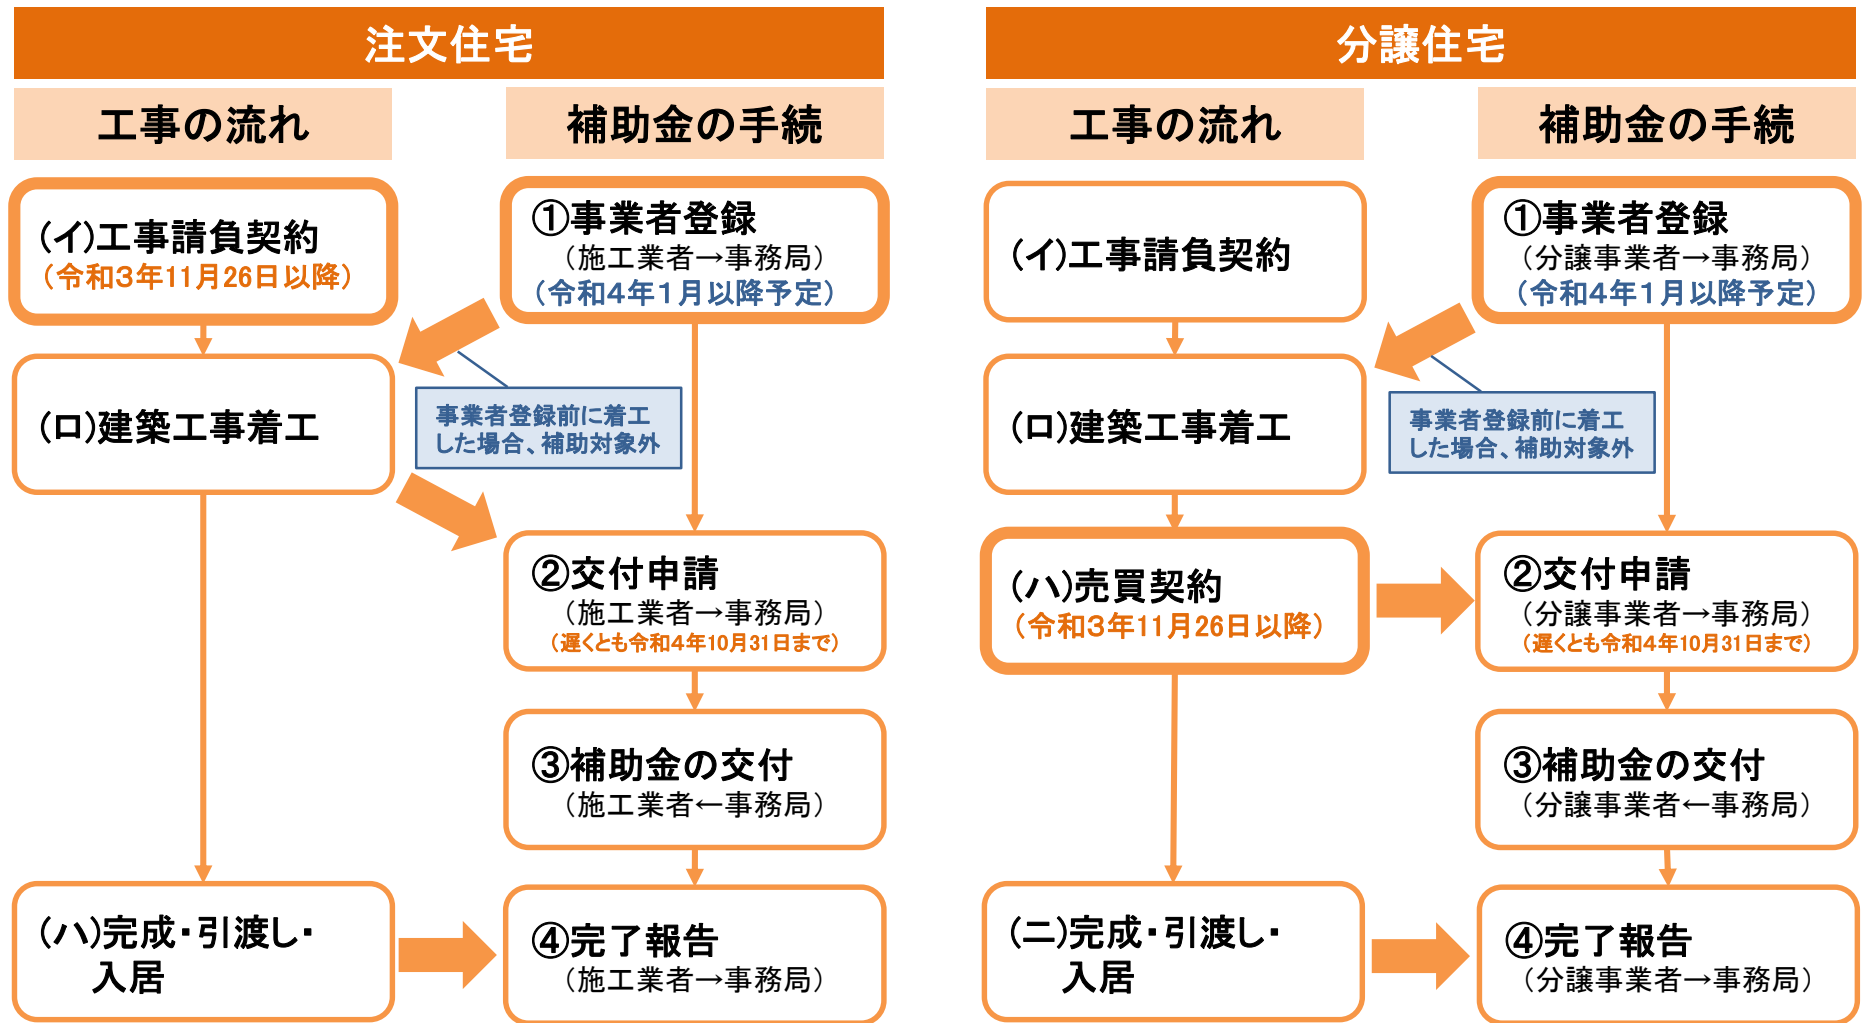 注文住宅
工事の流れ
補助金の手続
(イ)工事請負契約
(令和3年11月26日以降)
①事業者登録
(施工業者→事務局)
(令和4年1月以降予定)
(ロ)建築工事着工
事業者登録前に着工
した場合、補助対象外
②交付申請
(施工業者→事務局)
(遅くとも令和4年10月31日まで)
③補助金の交付
(施工業者←事務局)
(ハ)完成・引渡し・
入居
④完了報告
(施工業者→事務局)
分譲住宅
工事の流れ
補助金の手続
(イ)工事請負契約
①事業者登録
(分譲事業者→事務局)
(令和4年1月以降予定)
(ロ)建築工事着工
事業者登録前に着工
した場合、補助対象外
(ハ)売買契約
(令和3年11月26日以降)
②交付申請
(分譲事業者→事務局)
(遅くとも令和4年10月31日まで)
③補助金の交付
(分譲事業者←事務局)
(ニ)完成・引渡し・
入居
④完了報告
(分譲事業者→事務局)